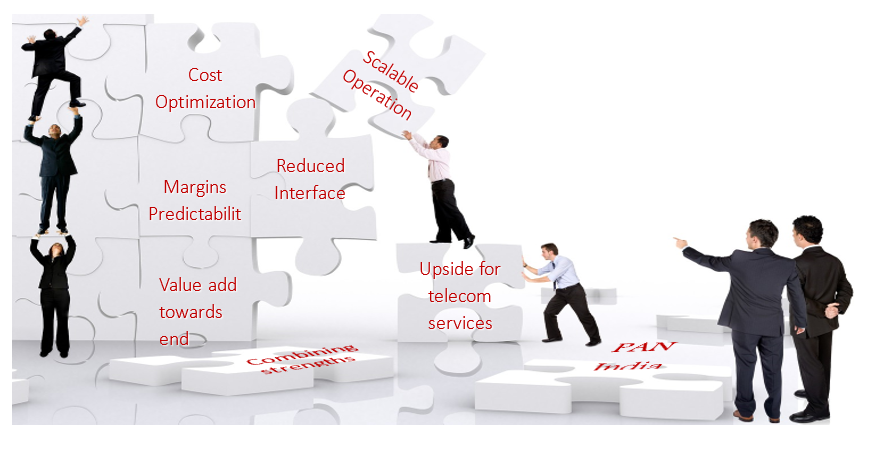 Cost
Optimization
Scalable
Operation
Reduced
Interface
Margins
Predictabilit
Value add
towards
end
Upside for
telecom
services
Combining
strengths
PAN
India